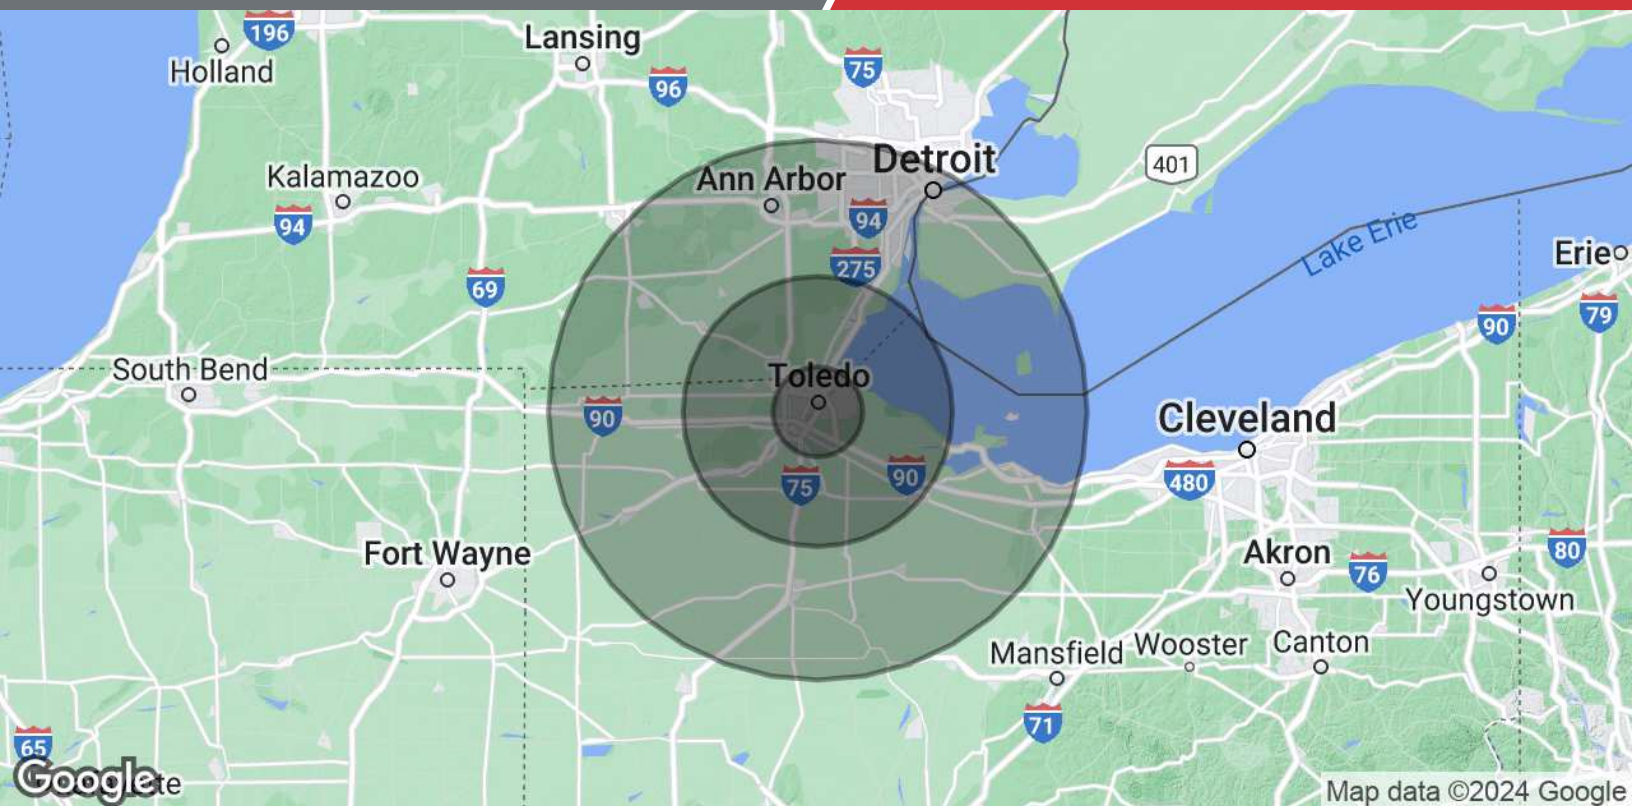 196
Lansing
Holland
96
75
Detroit
401
Kalamazoo
Ann Arbor
94
94
Lake Erie
Erie
275
69
90
79
South Bend
Toledo
90
Cleveland
75
90
480
Fort Wayne
Akron
76
80
Youngstown
Mansfield
Wooster
Canton
71
65
Google
Map data ©2024 Google